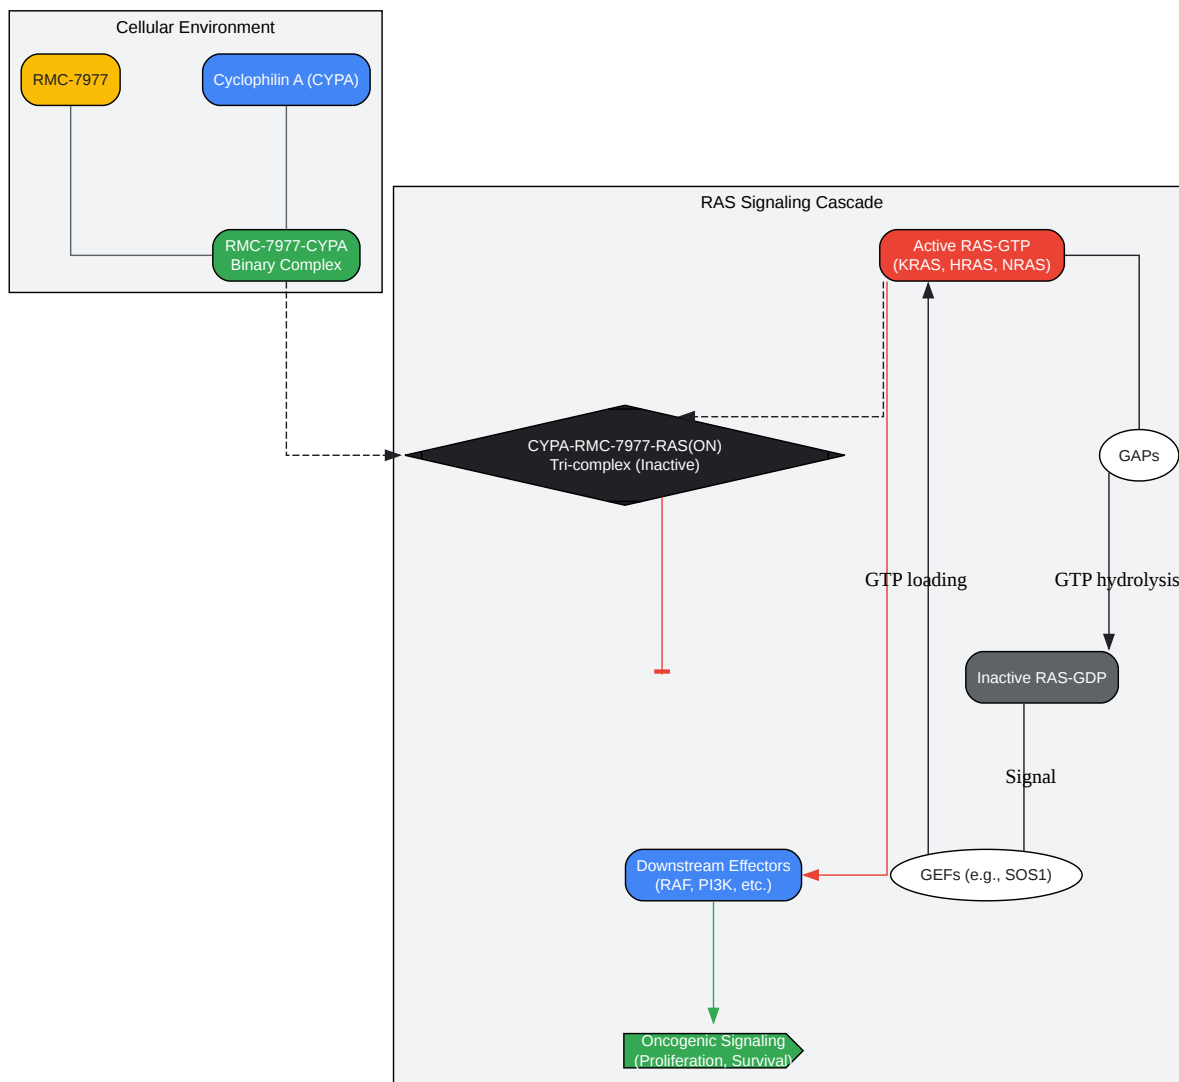 Cellular Environment
RMC-7977
Cyclophilin A (CYPA)
RMC-7977-CYPA
Binary Complex
RAS Signaling Cascade
Active RAS-GTP
(KRAS, HRAS, NRAS)
CYPA-RMC-7977-RAS(ON)
Tri-complex (Inactive)
GAPs
GTP loading
GTP hydrolysis
Inactive RAS-GDP
Signal
Downstream Effectors
(RAF, PI3K, etc.)
GEFs (e.g., SOS1)
Oncogenic Signaling
(Proliferation, Survival)